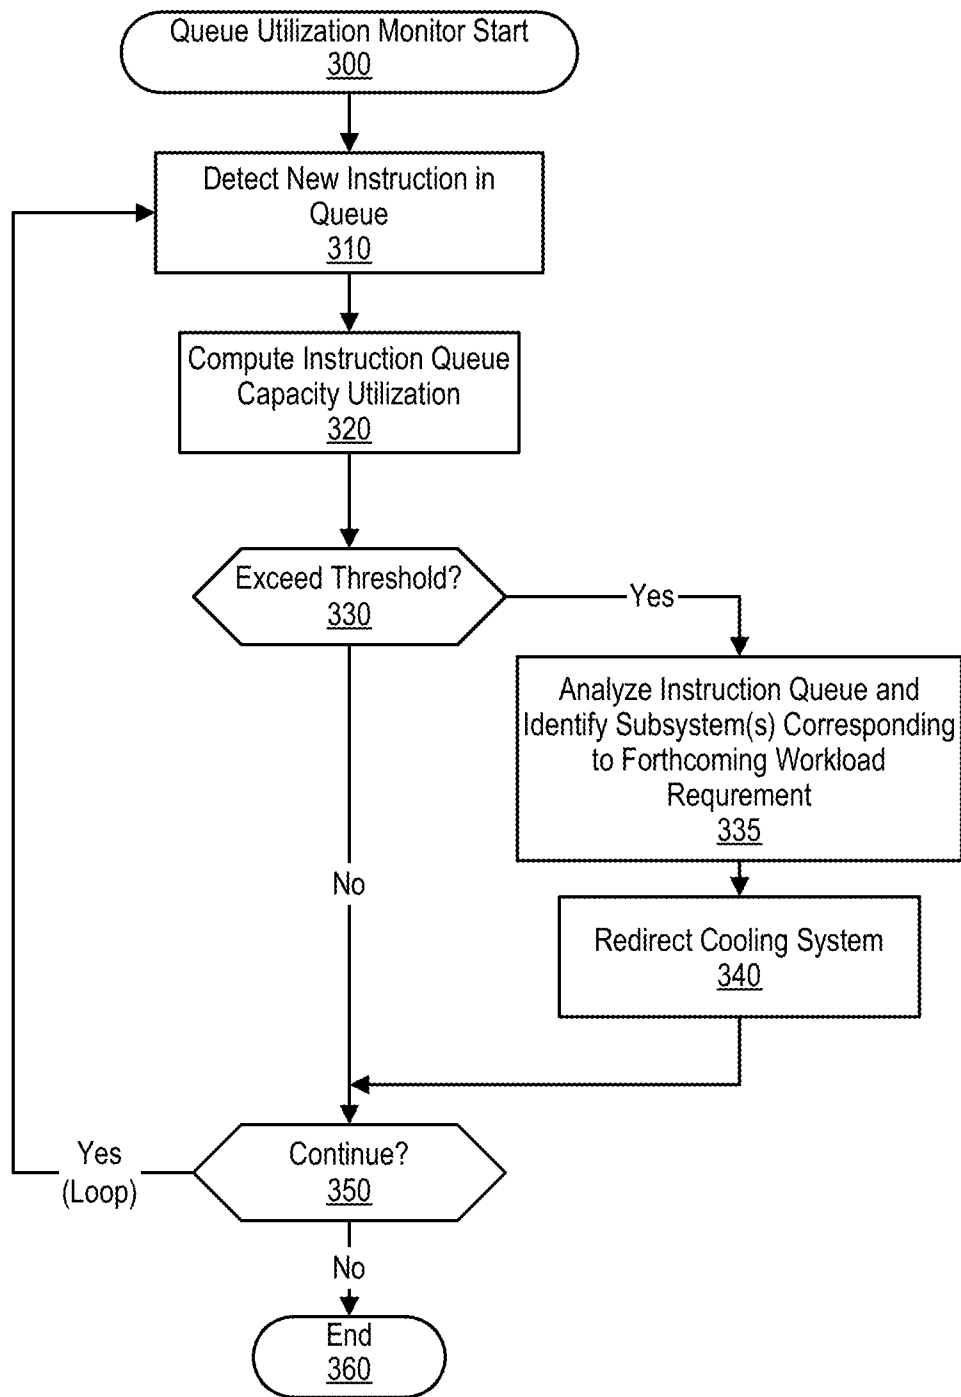 Queue Utilization Monitor Start
300
Detect New Instruction in
Queue
310
Compute Instruction Queue
Capacity Utilization
320
Exceed Threshold?
330
Yes
Analyze Instruction Queue and
Identify Subsystem(s) Corresponding
to Forthcoming Workload
Requrement
335
No
Redirect Cooling System
340
Continue?
350
Yes
(Loop)
No
End
360